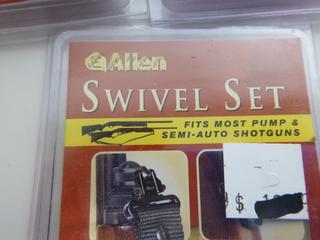 Allen
SWIVEL SET
FITS MOST PUMP &
SEMI-AUTO SHOTGUNS
$